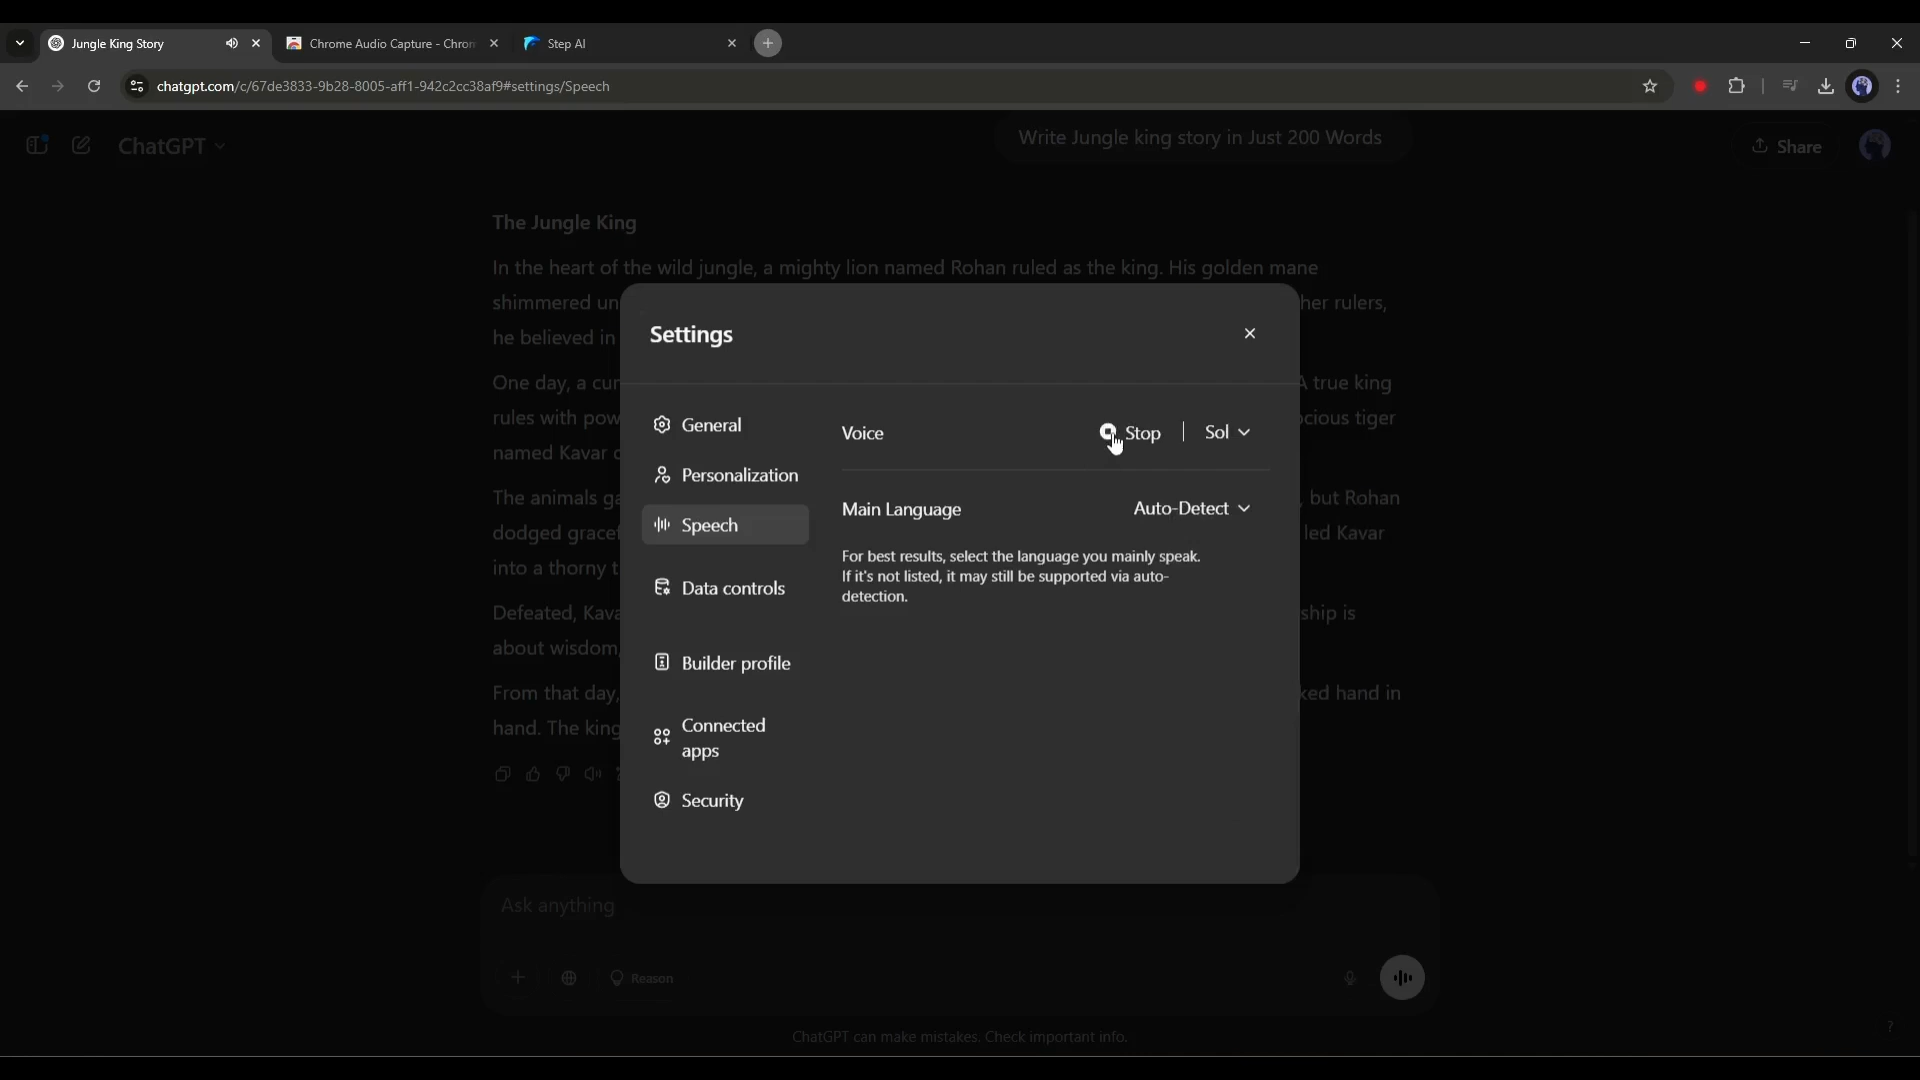 Jungle King Story
Chrome Audio Capture - Chron
Step AI
chatgpt.com/c/67de3833-9b28-8005-aff1-942c2cc38af9#settings/Speech
ChatGPT
Write Jungle king story in Just 200 Words
Share
The Jungle King
In the heart of the wild jungle, a mighty lion named Rohan ruled as the king. His golden mane
shimmered un
her rulers,
he believed in
One day, a cur
A true king
rules with pow
cious tiger
named Kavar c
The animals ga
, but Rohan
dodged gracef
led Kavar
into a thorny t
Defeated, Kava
ship is
about wisdom,
From that day,
ked hand in
hand. The king
Settings
General
Personalization
Speech
Data controls
Builder profile
Connected
apps
Security
Voice
Stop
Sol
Main Language
Auto-Detect
For best results, select the language you mainly speak.
If it's not listed, it may still be supported via auto-
detection.
Ask anything
Reason
ChatGPT can make mistakes. Check important info.
?